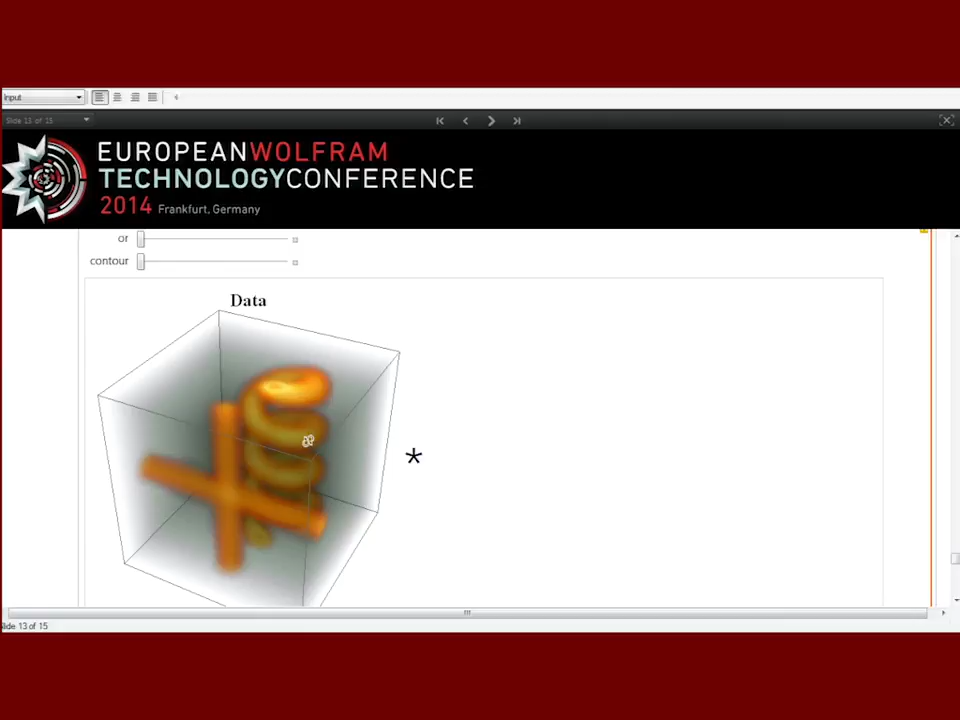 Input
Slide 13 of 15
EUROPEANWOLFRAM
TECHNOLOGYCONFERENCE
2014 Frankfurt, Germany
or
contour
Data
*
Slide 13 of 15